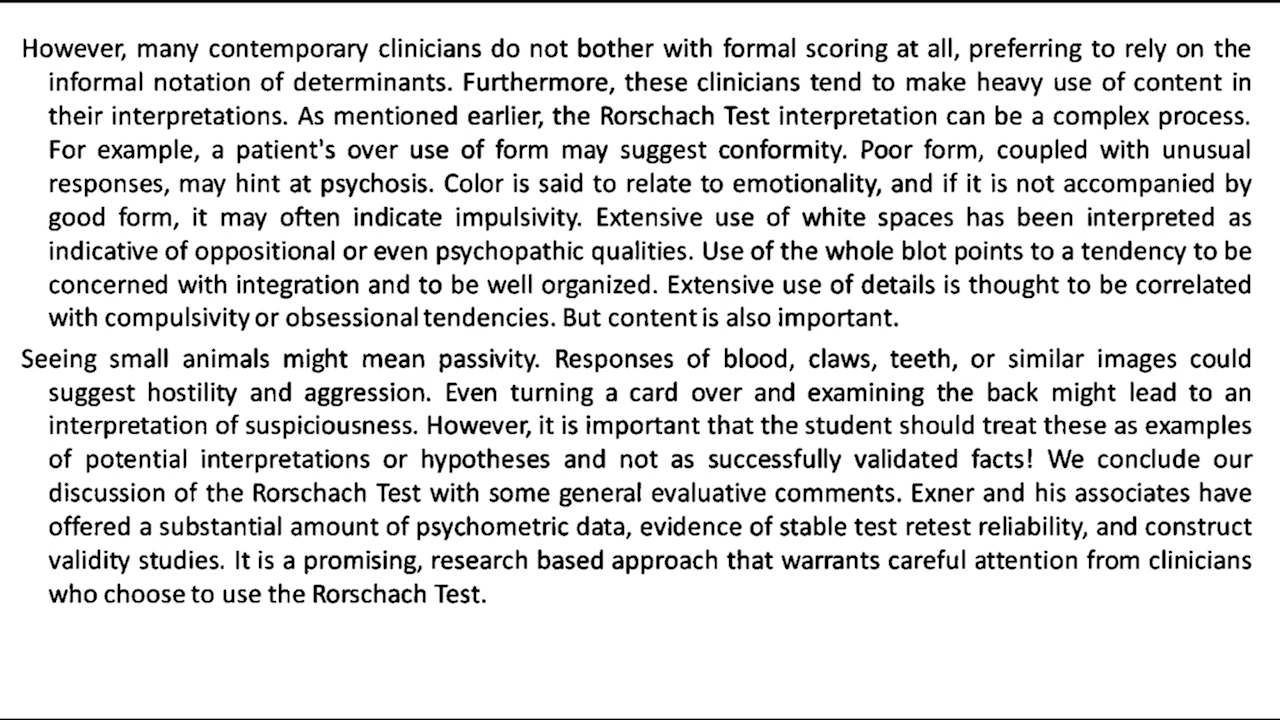 However, many contemporary clinicians do not bother with formal scoring at all, preferring to rely on the
informal notation of determinants. Furthermore, these clinicians tend to make heavy use of content in
their interpretations. As mentioned earlier, the Rorschach Test interpretation can be a complex process.
For example, a patient's over use of form may suggest conformity. Poor form, coupled with unusual
responses, may hint at psychosis. Color is said to relate to emotionality, and if it is not accompanied by
good form, it may often indicate impulsivity. Extensive use of white spaces has been interpreted as
indicative of oppositional or even psychopathic qualities. Use of the whole blot points to a tendency to be
concerned with integration and to be well organized. Extensive use of details is thought to be correlated
with compulsivity or obsessional tendencies. But content is also important.
Seeing small animals might mean passivity. Responses of blood, claws, teeth, or similar images could
suggest hostility and aggression. Even turning a card over and examining the back might lead to an
interpretation of suspiciousness. However, it is important that the student should treat these as examples
of potential interpretations or hypotheses and not as successfully validated facts! We conclude our
discussion of the Rorschach Test with some general evaluative comments. Exner and his associates have
offered a substantial amount of psychometric data, evidence of stable test retest reliability, and construct
validity studies. It is a promising, research based approach that warrants careful attention from clinicians
who choose to use the Rorschach Test.